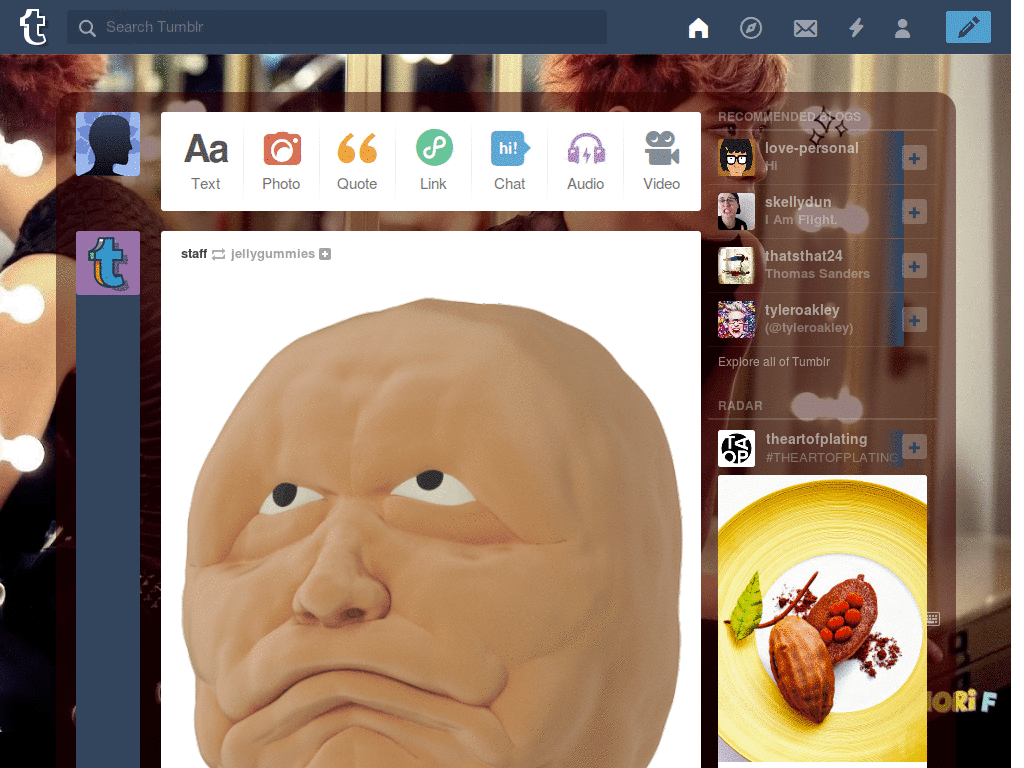 Search Tumblr
Aa
hi!
Text
Photo
Quote
Link
Chat
Audio
Video
staff jellygummies
RECOMMENDED BLOGS
love-personal
Hi
skellydun
I Am Flight.
thatsthat24
Thomas Sanders
tyleroakley
(@tyleroakley)
Explore all of Tumblr
RADAR
TAOP
theartofplating
#THEARTOFPLATING